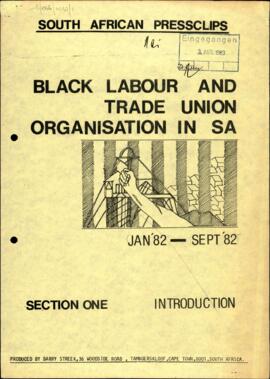 SOUTH AFRICAN PRESSCLIPS
Eingegangen
BLACK LABOUR AND
TRADE UNION
ORGANISATION IN SA
JAN'82 — SEPT'82
SECTION ONE INTRODUCTION
PRODUCED BY BARRY STREEK, 36 WOODSIDE ROAD, TAMBOERSKLOOF, CAPE TOWN, 8001, SOUTH AFRICA.